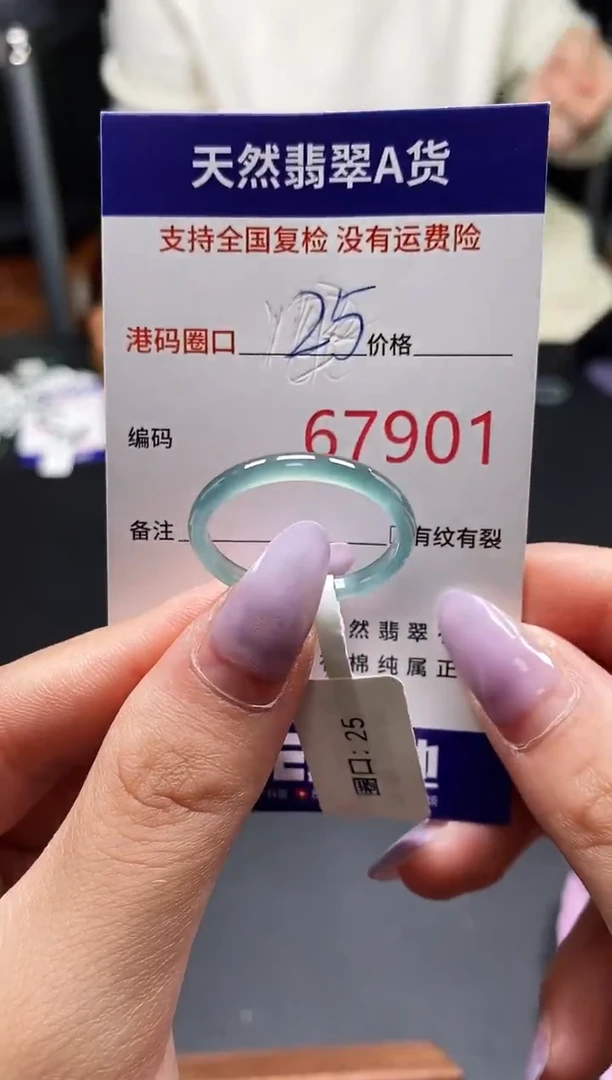 天然翡翠A货
支持全国复检 没有运费险
港码圈口 25 价格
编码 67901
备注 有纹有裂
然翡翠
棉纯属正
圈口: 25